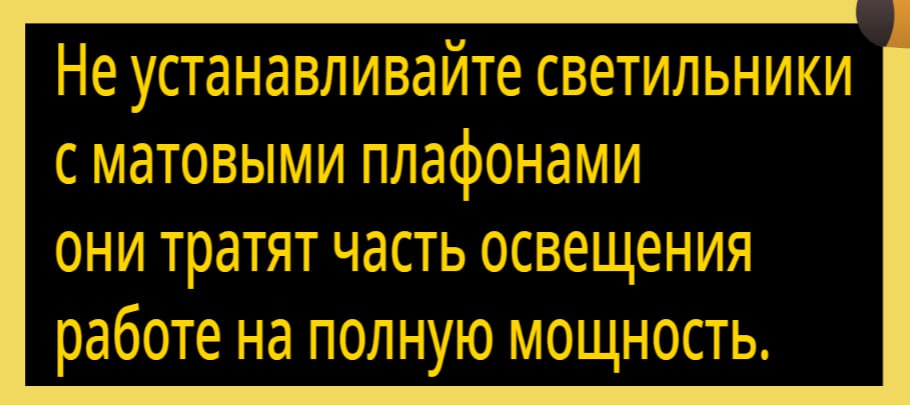 Не устанавливайте светильники
с матовыми плафонами
они тратят часть освещения
работе на полную мощность.